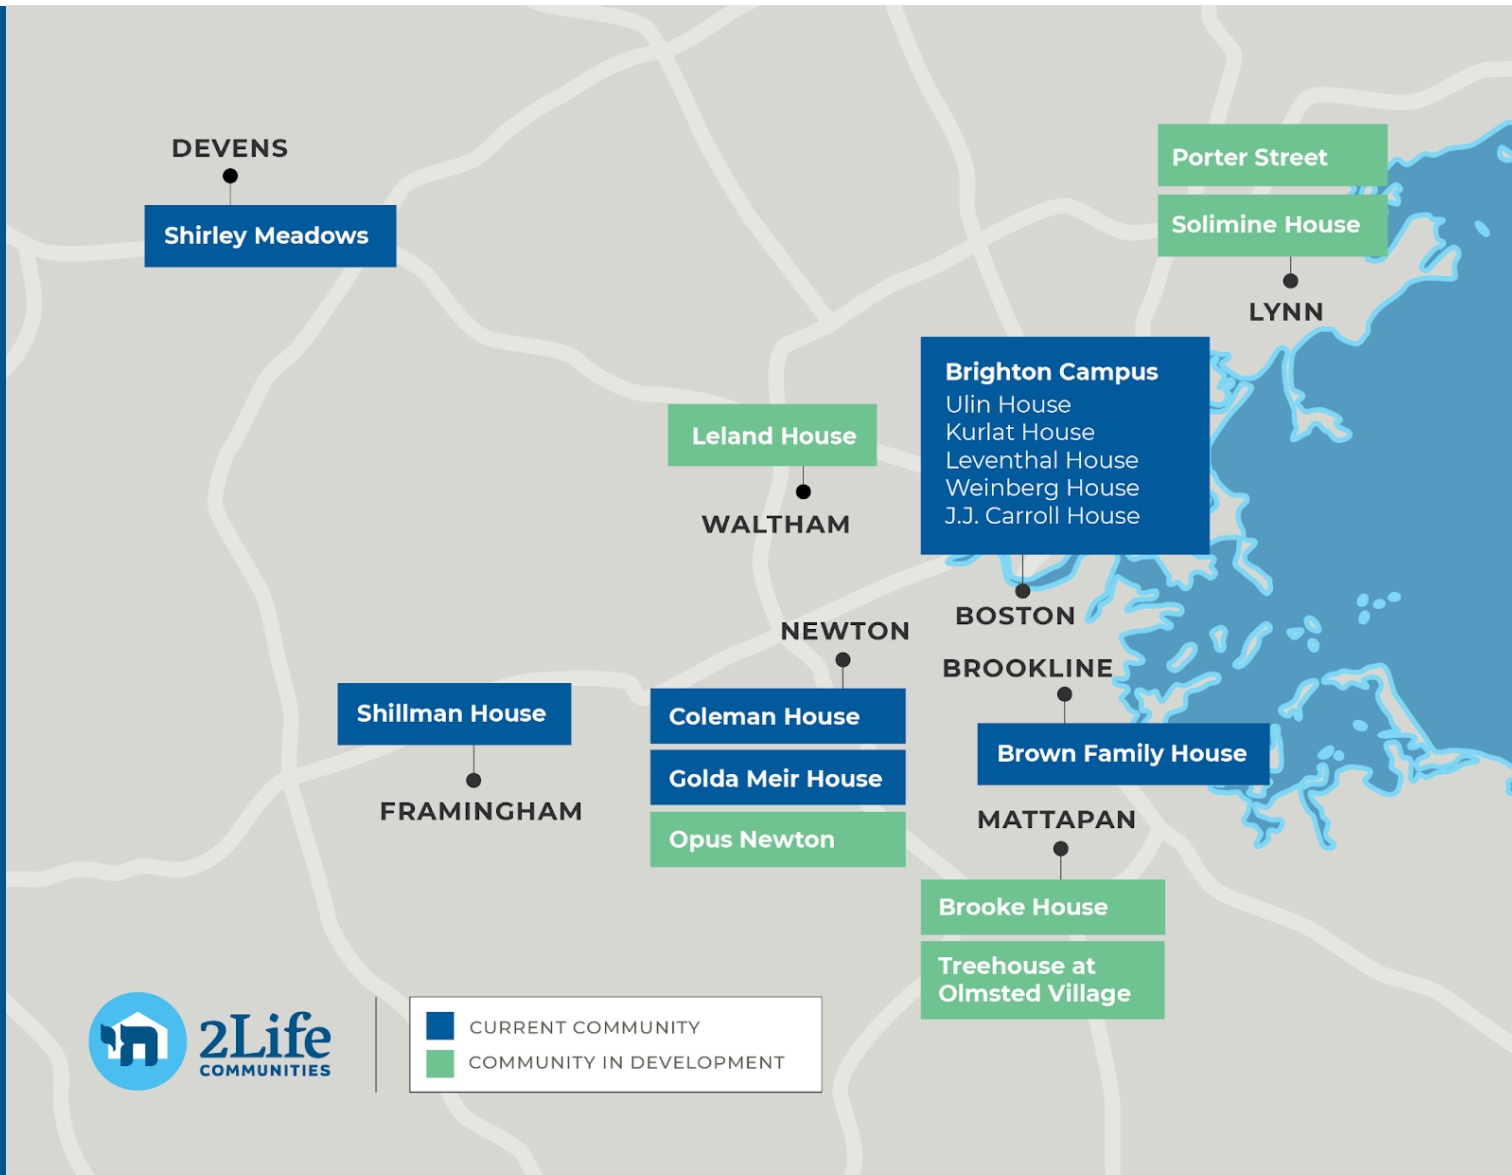 DEVENS
Shirley Meadows
Porter Street
Solimine House
LYNN
Brighton Campus
Ulin House
Kurlat House
Leventhal House
Weinberg House
J.J. Carroll House
BOSTON
Leland House
WALTHAM
NEWTON
Coleman House
Golda Meir House
Opus Newton
BROOKLINE
Brown Family House
Shillman House
FRAMINGHAM
MATTAPAN
Brooke House
Treehouse at
Olmsted Village
חי
2Life
COMMUNITIES
CURRENT COMMUNITY
COMMUNITY IN DEVELOPMENT